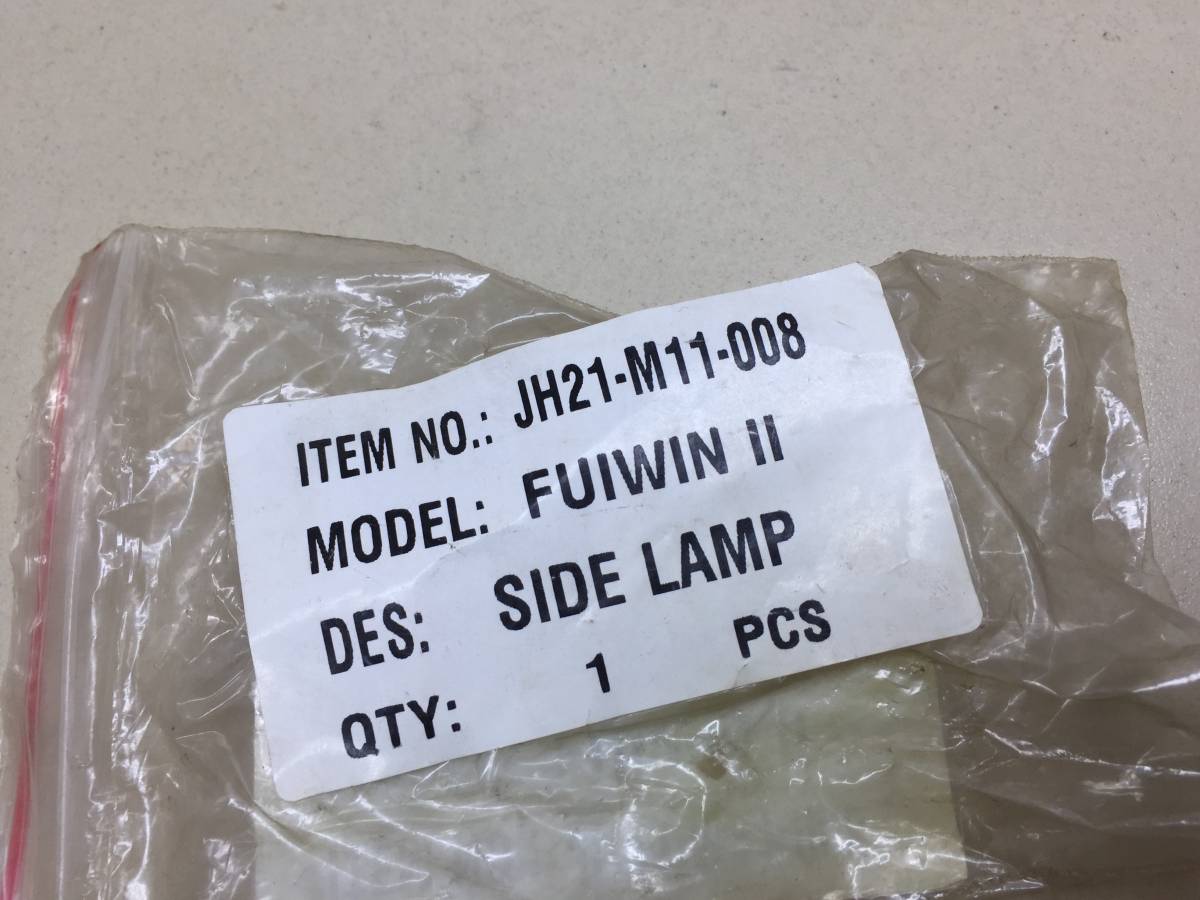 ITEM NO.: JH21-M11-008
MODEL: FUIWIN II
DES: SIDE LAMP
QTY: 1 PCS